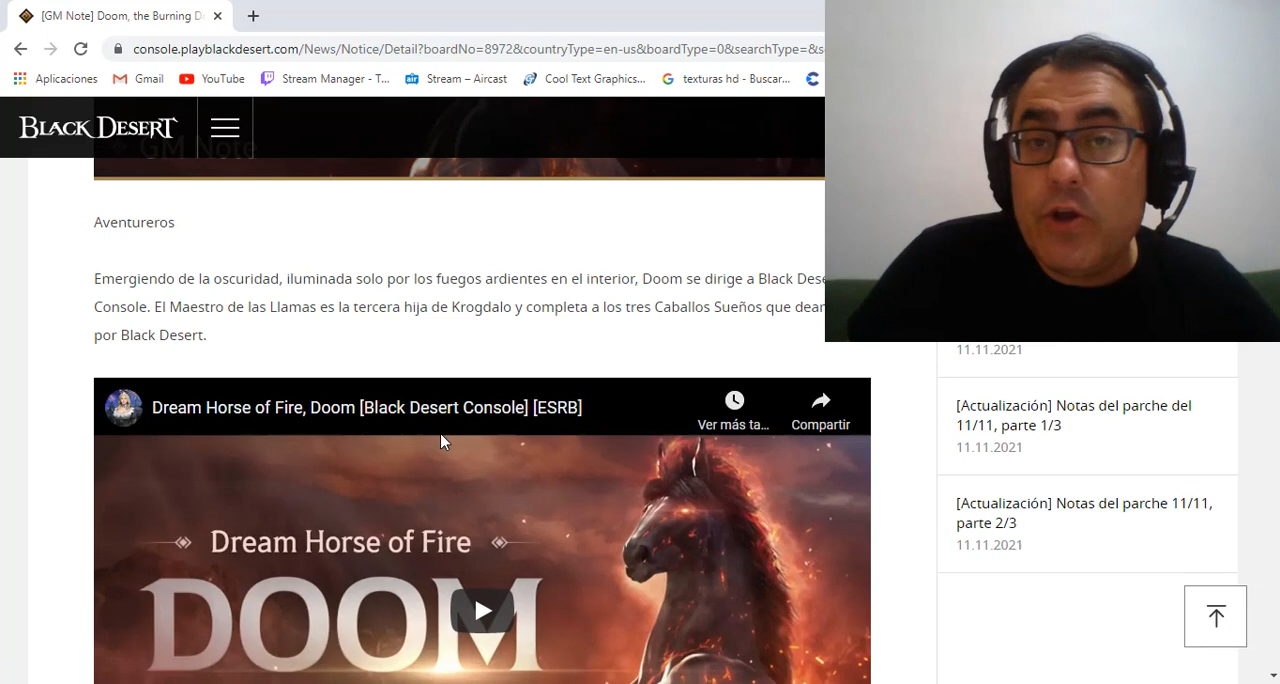 [GM Note] Doom, the Burning D
console.playblackdesert.com/News/Notice/Detail?boardNo=8972&countryType=en-us&boardType=0&searchType=&s
Aplicaciones Gmail YouTube Stream Manager - T... Stream – Aircast Cool Text Graphics... texturas hd - Buscar...
BLACK DESERT
GM Note
Aventureros
Emergiendo de la oscuridad, iluminada solo por los fuegos ardientes en el interior, Doom se dirige a Black Dese
Console. El Maestro de las Llamas es la tercera hija de Krogdalo y completa a los tres Caballos Sueños que dean
por Black Desert.
Dream Horse of Fire, Doom [Black Desert Console] [ESRB]
Ver más ta... Compartir
Dream Horse of Fire
DOOM
11.11.2021
[Actualización] Notas del parche del
11/11, parte 1/3
11.11.2021
[Actualización] Notas del parche 11/11,
parte 2/3
11.11.2021